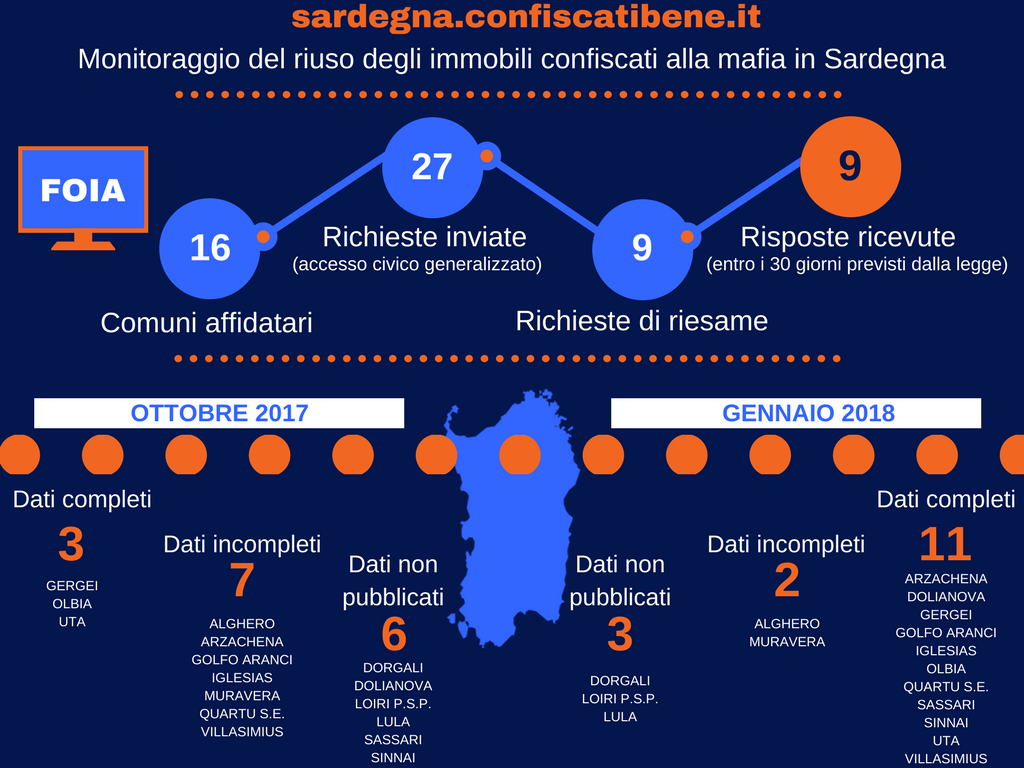 sardegna.confiscatibene.it
Monitoraggio del riuso degli immobili confiscati alla mafia in Sardegna
FOIA
16
Comuni affidatari
27
Richieste inviate
(accesso civico generalizzato)
9
Richieste di riesame
9
Risposte ricevute
(entro i 30 giorni previsti dalla legge)
OTTOBRE 2017
Dati completi
3
GERGEI
OLBIA
UTA
Dati incompleti
7
ALGHERO
ARZACHENA
GOLFO ARANCI
IGLESIAS
MURAVERA
QUARTU S.E.
VILLASIMIUS
Dati non
pubblicati
6
DORGALI
DOLIANOVA
LOIRI P.S.P.
LULA
SASSARI
SINNAI
GENNAIO 2018
Dati non
pubblicati
3
DORGALI
LOIRI P.S.P.
LULA
Dati incompleti
2
ALGHERO
MURAVERA
Dati completi
11
ARZACHENA
DOLIANOVA
GERGEI
GOLFO ARANCI
IGLESIAS
OLBIA
QUARTU S.E.
SASSARI
SINNAI
UTA
VILLASIMIUS